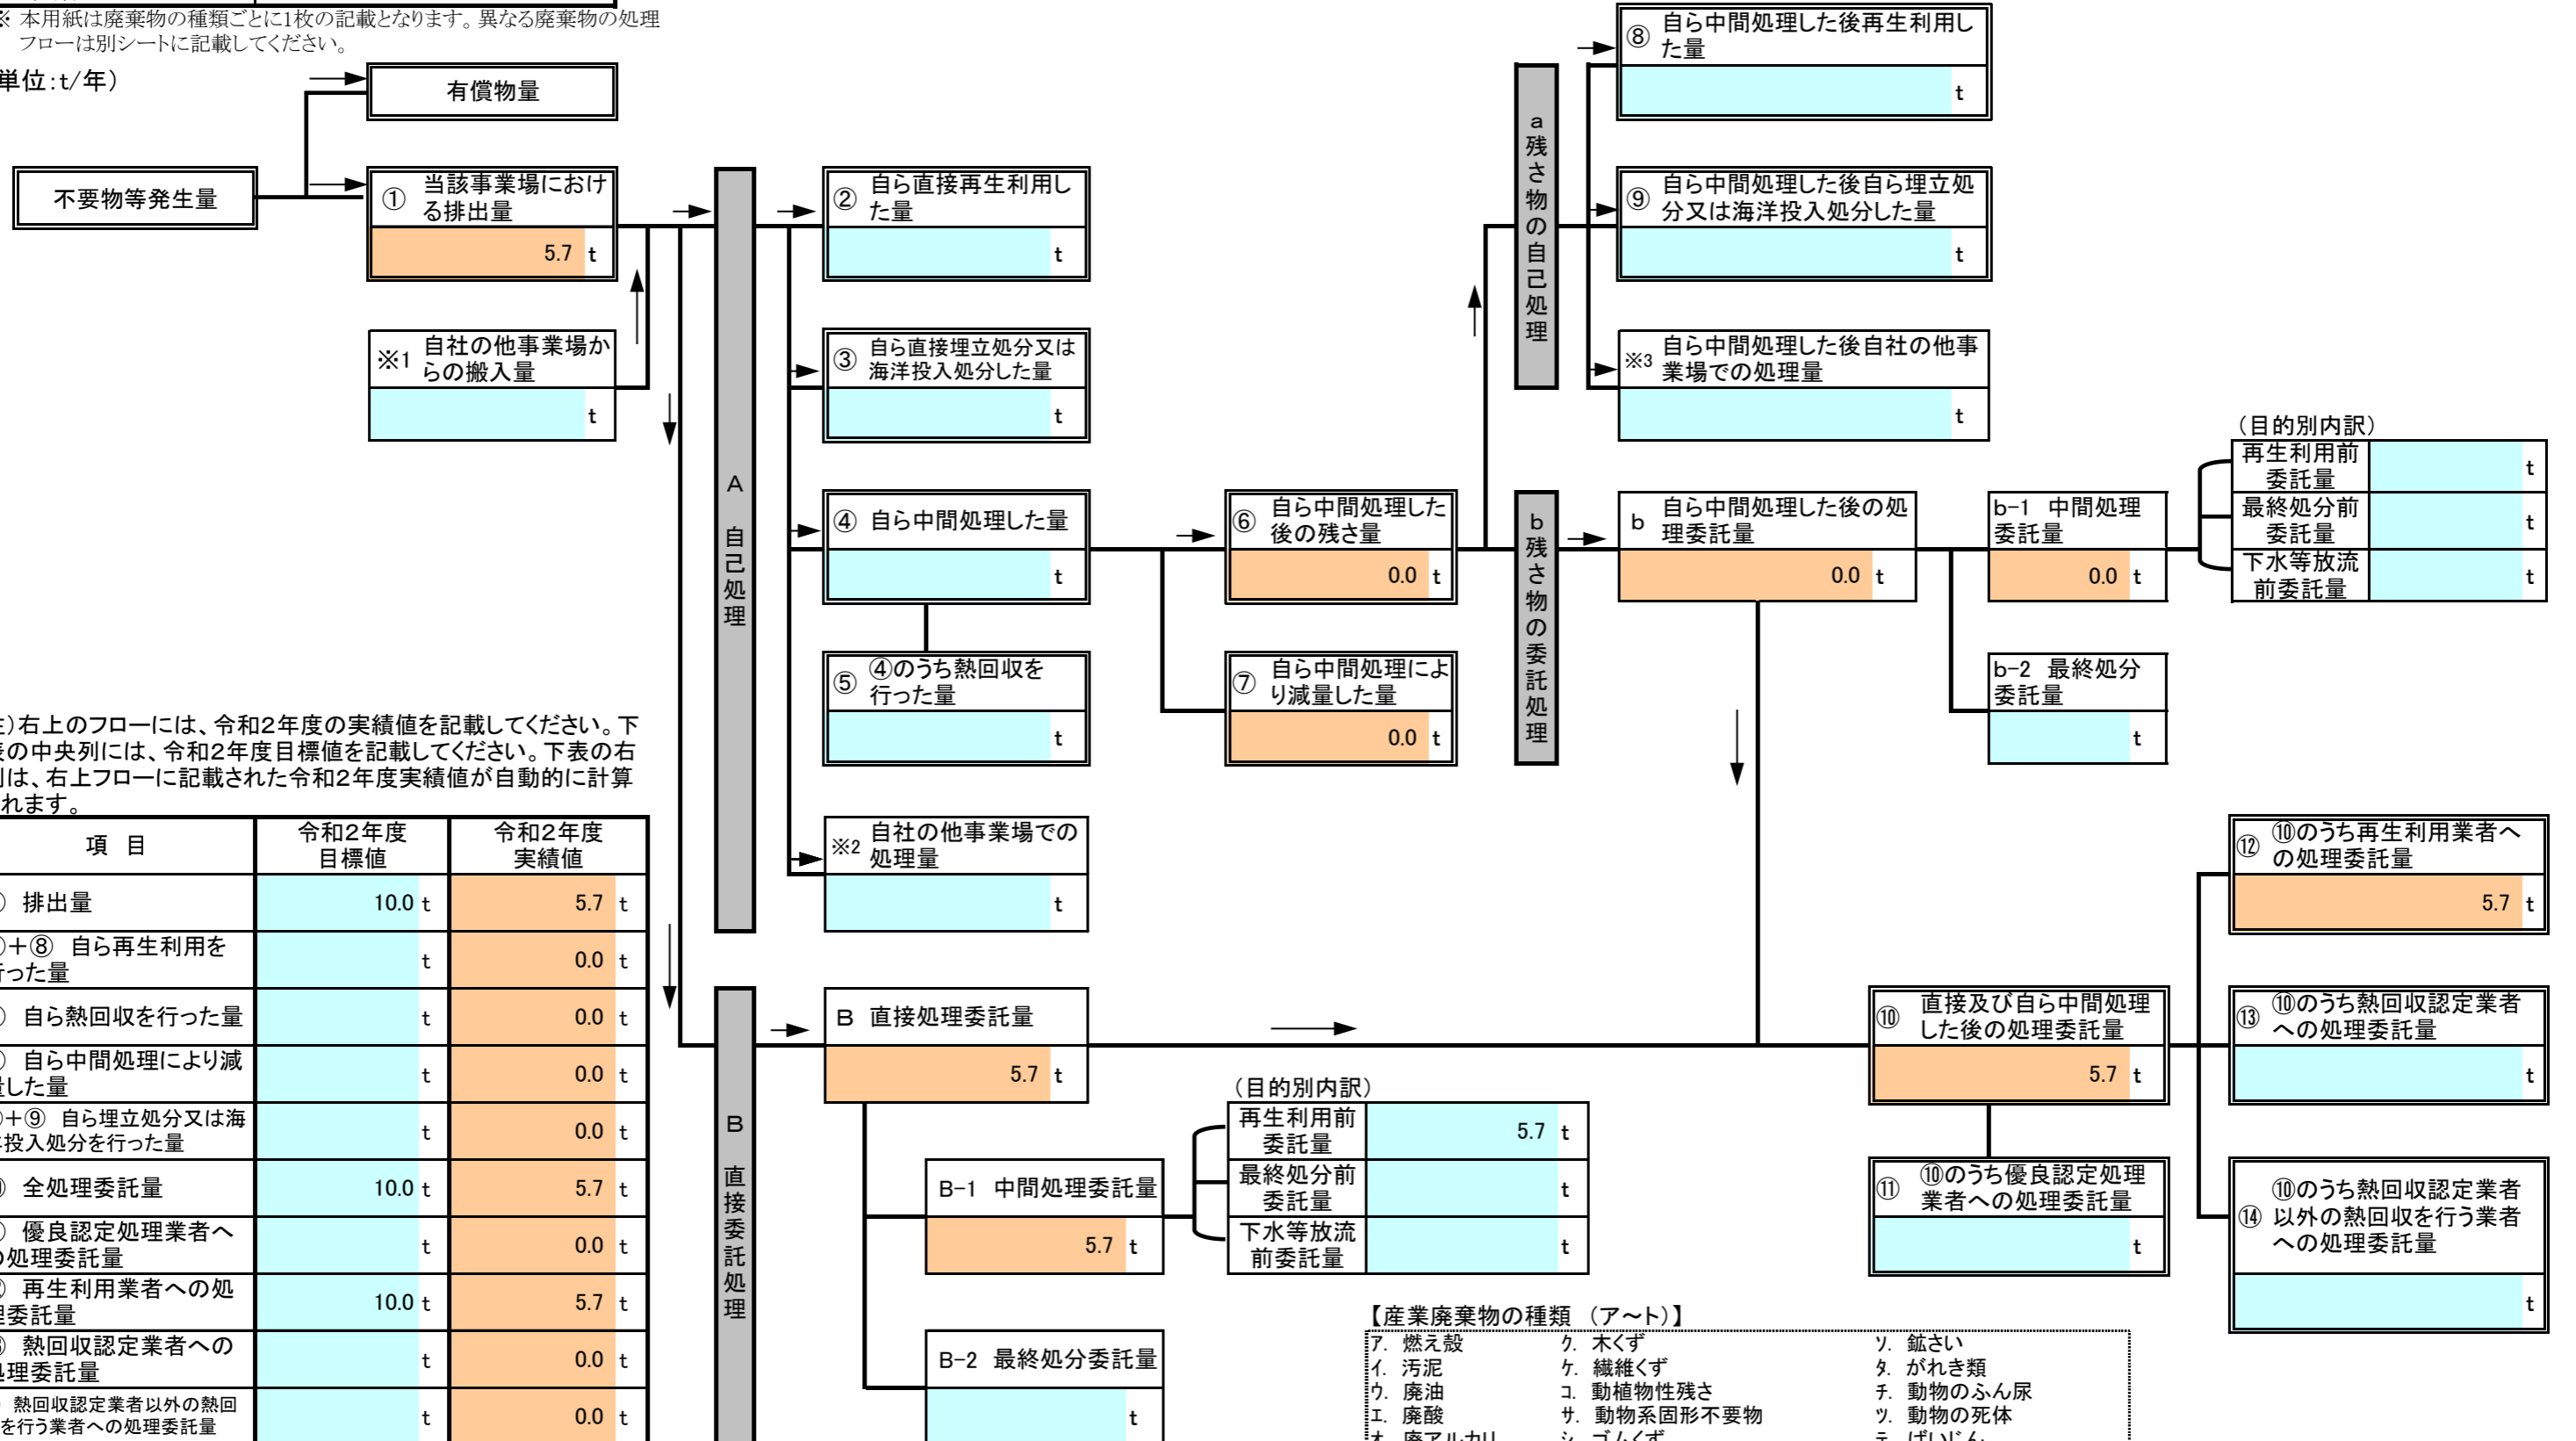 ※ 本用紙は廃棄物の種類ごとに1枚の記載となります。異なる廃棄物の処理
フローは別シートに記載してください。
単位:t/年)
有償物量
不要物等発生量
① 当該事業場におけ
る排出量
5.7 t
※1 自社の他事業場か
らの搬入量
t
A 自己処理
② 自ら直接再生利用し
た量
t
③ 自ら直接埋立処分又は
海洋投入処分した量
t
④ 自ら中間処理した量
t
⑤ ④のうち熱回収を
行った量
t
※2 自社の他事業場での
処理量
t
⑥ 自ら中間処理した
後の残さ量
0.0 t
⑦ 自ら中間処理によ
り減量した量
0.0 t
a残さ物の自己処理
⑧ 自ら中間処理した後再生利用し
た量
t
⑨ 自ら中間処理した後自ら埋立処
分又は海洋投入処分した量
t
※3 自ら中間処理した後自社の他事
業場での処理量
t
b残さ物の委託処理
b 自ら中間処理した後の処
理委託量
0.0 t
b-1 中間処理
委託量
0.0 t
b-2 最終処分
委託量
t
(目的別内訳)
再生利用前
委託量 t
最終処分前
委託量 t
下水等放流
前委託量 t
)右上のフローには、令和2年度の実績値を記載してください。下
の中央列には、令和2年度目標値を記載してください。下表の右
は、右上フローに記載された令和2年度実績値が自動的に計算
れます。
項 目 令和2年度
目標値 令和2年度
実績値
排出量 10.0 t 5.7 t
+⑧ 自ら再生利用を
った量 t 0.0 t
自ら熱回収を行った量 t 0.0 t
自ら中間処理により減
した量 t 0.0 t
+⑨ 自ら埋立処分又は海
投入処分を行った量 t 0.0 t
全処理委託量 10.0 t 5.7 t
優良認定処理業者へ
処理委託量 t 0.0 t
再生利用業者への処
委託量 10.0 t 5.7 t
熱回収認定業者への
理委託量 t 0.0 t
熱回収認定業者以外の熱回
を行う業者への処理委託量 t 0.0 t
B 直接委託処理
B 直接処理委託量
5.7 t
B-1 中間処理委託量
5.7 t
B-2 最終処分委託量
t
(目的別内訳)
再生利用前
委託量 5.7 t
最終処分前
委託量 t
下水等放流
前委託量 t
⑩ 直接及び自ら中間処理
した後の処理委託量
5.7 t
⑪ ⑩のうち優良認定処理
業者への処理委託量
t
⑫ ⑩のうち再生利用業者へ
の処理委託量
5.7 t
⑬ ⑩のうち熱回収認定業者
への処理委託量
t
⑭ ⑩のうち熱回収認定業者
以外の熱回収を行う業者
への処理委託量
t
【産業廃棄物の種類 (ア~ト)】
ア. 燃え殻 ク. 木くず ソ. 鉱さい
イ. 汚泥 ケ. 繊維くず タ. がれき類
ウ. 廃油 コ. 動植物性残さ チ. 動物のふん尿
エ. 廃酸 サ. 動物系固形不要物 ツ. 動物の死体
オ. 廃アルカリ シ. ゴムくず テ. ばいじん